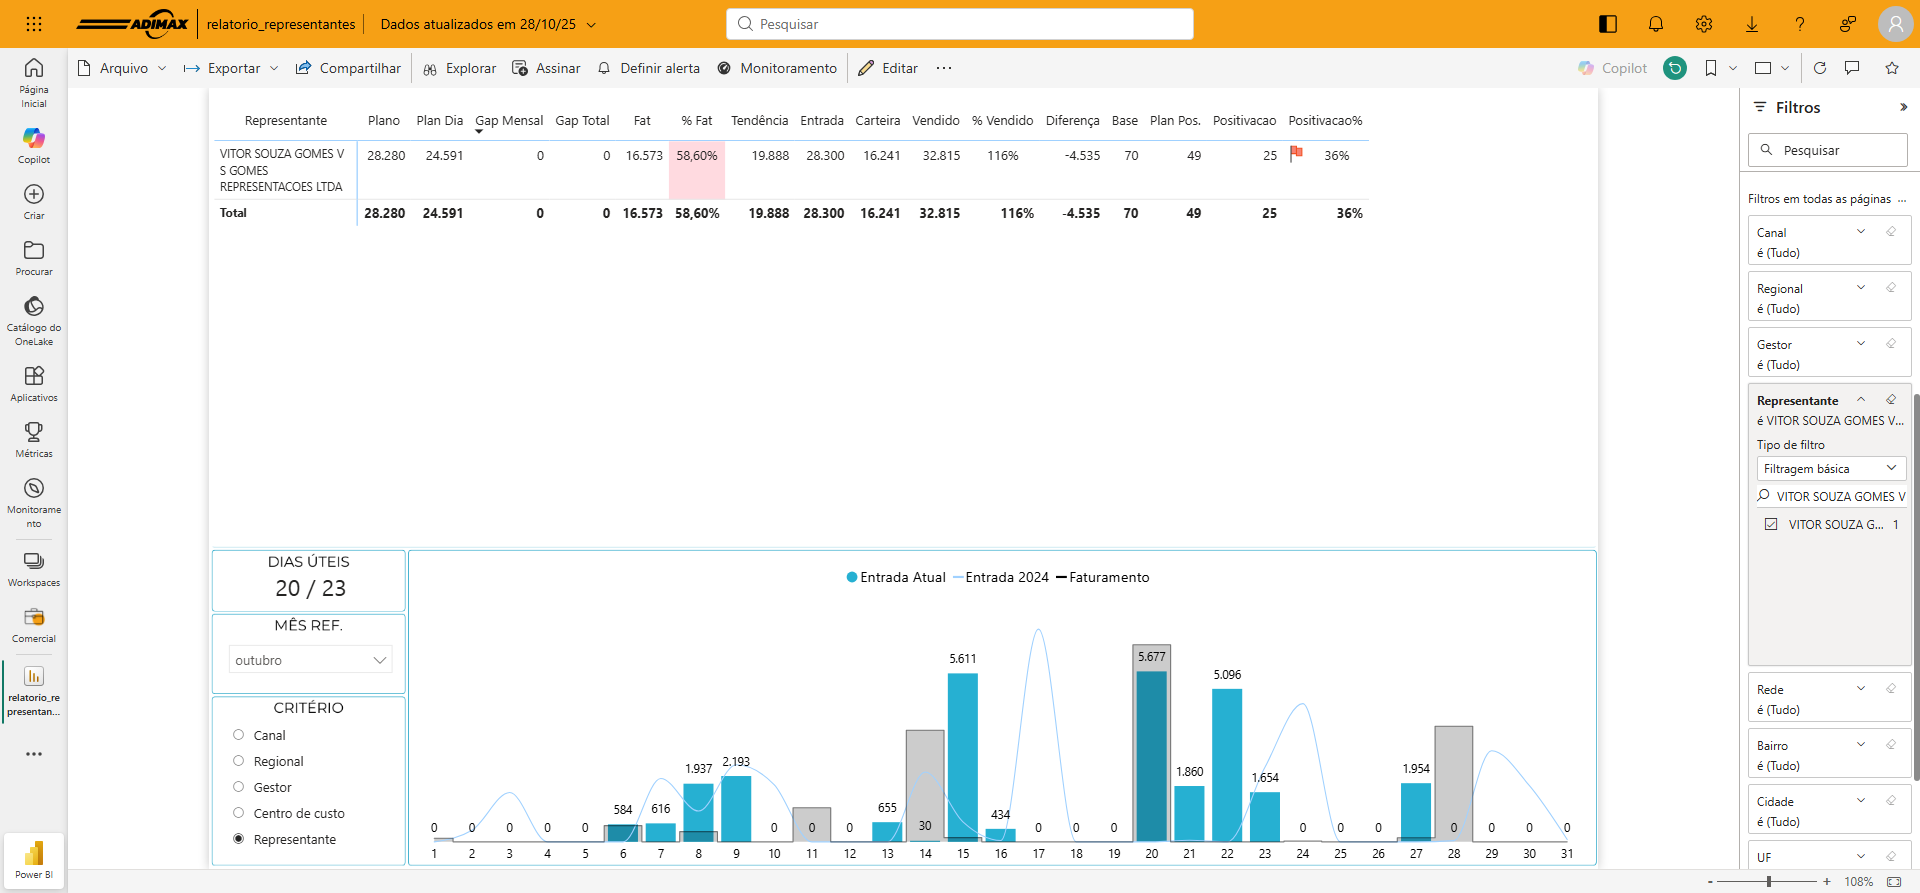 ADIMAX
relatorio_representantes
Dados atualizados em 28/10/25
Pesquisar
Arquivo
Exportar
Compartilhar
Explorar
Assinar
Definir alerta
Monitoramento
Editar
Copilot
Página
Inicial
Copilot
Criar
Procurar
Catálogo do
OneLake
Aplicativos
Métricas
Monitorame
nto
Workspaces
Comercial
relatorio_re
presentan...
Power BI
Representante Plano Plan Dia Gap Mensal Gap Total Fat % Fat Tendência Entrada Carteira Vendido % Vendido Diferença Base Plan Pos. Positivacao Positivacao%
VITOR SOUZA GOMES V
S GOMES
REPRESENTACOES LTDA
28.280 24.591 0 0 16.573 58,60% 19.888 28.300 16.241 32.815 116% -4.535 70 49 25 36%
Total 28.280 24.591 0 0 16.573 58,60% 19.888 28.300 16.241 32.815 116% -4.535 70 49 25 36%
DIAS ÚTEIS
20 / 23
MÊS REF.
outubro
CRITÉRIO
Canal
Regional
Gestor
Centro de custo
Representante
Entrada Atual Entrada 2024 Faturamento
0 0 0 0 0 584 616 1.937 2.193 0 0 0 655 30 5.611 434 0 0 0 5.677 1.860 5.096 1.654 0 0 0 1.954 0 0 0 0
1 2 3 4 5 6 7 8 9 10 11 12 13 14 15 16 17 18 19 20 21 22 23 24 25 26 27 28 29 30 31
Filtros
Pesquisar
Filtros em todas as páginas ...
Canal
é (Tudo)
Regional
é (Tudo)
Gestor
é (Tudo)
Representante
é VITOR SOUZA GOMES V...
Tipo de filtro
Filtragem básica
VITOR SOUZA GOMES V
VITOR SOUZA G... 1
Rede
é (Tudo)
Bairro
é (Tudo)
Cidade
é (Tudo)
UF
- + 108%